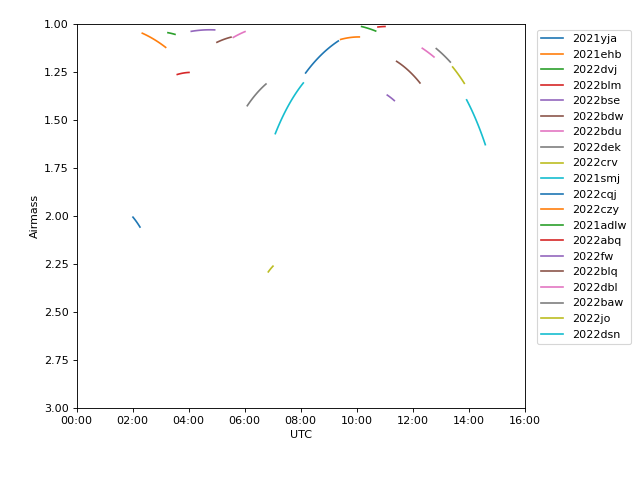 1.00
1.25
1.50
1.75
2.00
2.25
2.50
2.75
3.00
Airmass
00:00 02:00 04:00 06:00 08:00 10:00 12:00 14:00 16:00
UTC
2021yja
2021ehb
2022dvj
2022blm
2022bse
2022bdw
2022bdu
2022dek
2022crv
2021smj
2022cqj
2022czy
2021adlw
2022abq
2022fw
2022blq
2022dbl
2022baw
2022jo
2022dsn